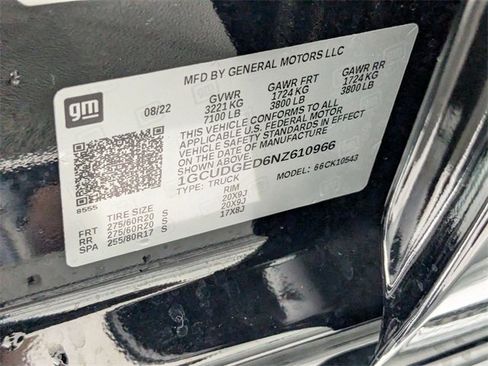 MFD BY GENERAL MOTORS LLC
gm
08/22
GVWR GAWR FRT GAWR RR
3221 KG 1724 KG 1724 KG
7100 LB 3800 LB 3800 LB
THIS VEHICLE CONFORMS TO ALL
APPLICABLE U.S. FEDERAL MOTOR
VEHICLE SAFETY STANDARDS IN EFFECT
ON THE DATE OF MANUFACTURE
SHOWN ABOVE.
1GCUDGED6NZ610966
TYPE: TRUCK MODEL: 66CK10543
8555
TIRE SIZE RIM
FRT 275/60R20 S 20X9J
RR 275/60R20 S 20X9J
SPA 255/80R17 S 17X8J